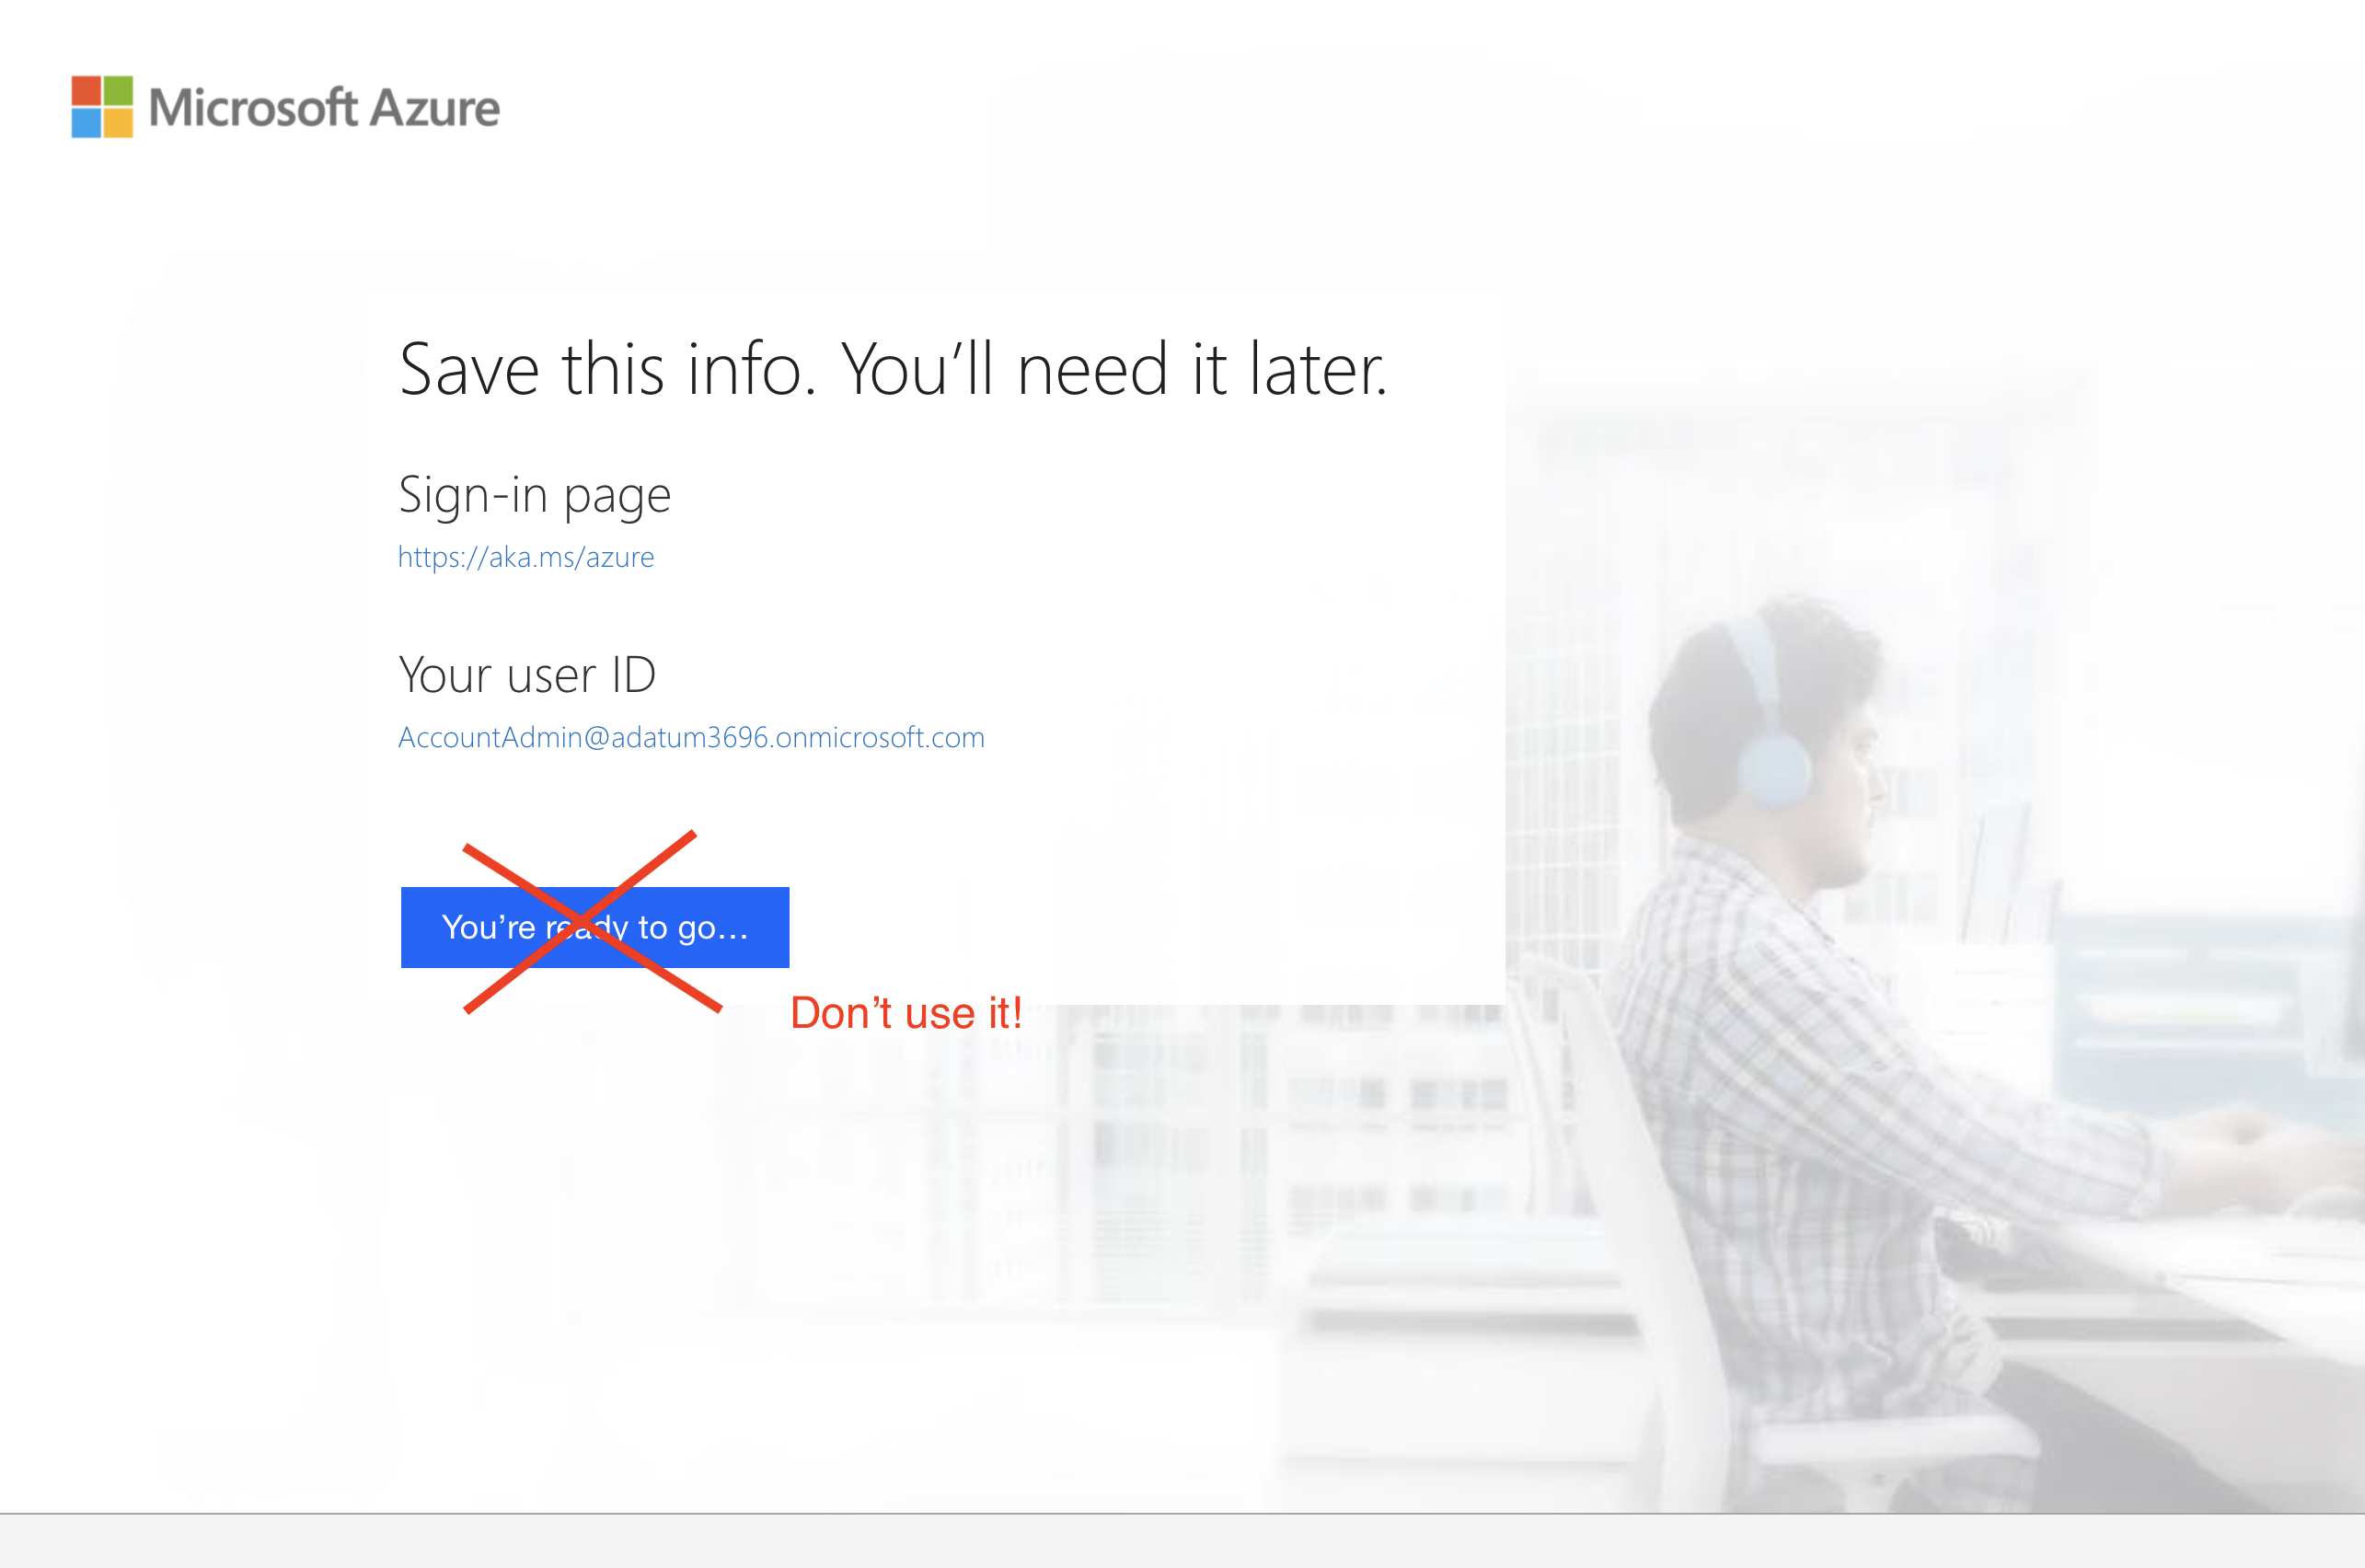 Microsoft Azure
Save this info. You’ll need it later.
Sign-in page
https://aka.ms/azure
Your user ID
AccountAdmin@adatum3696.onmicrosoft.com
You’re ready to go...
Don’t use it!